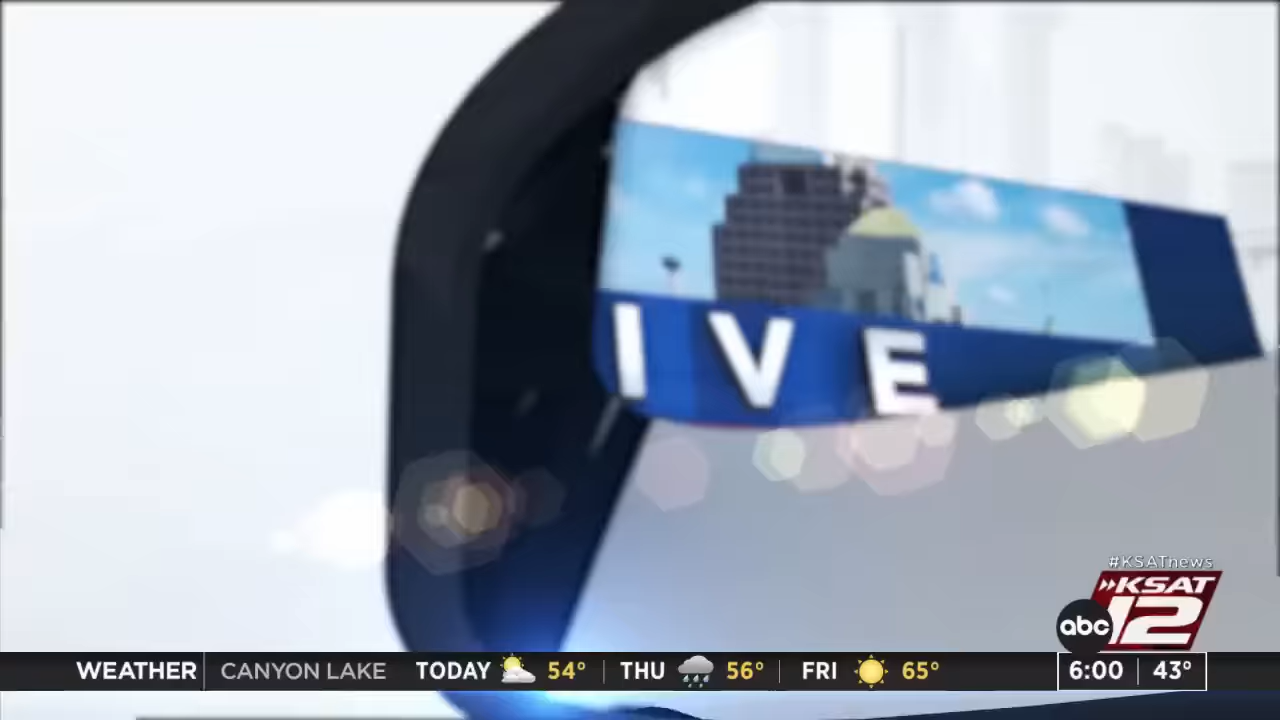 IVE
#KSATnews
KSAT
abc 12
WEATHER CANYON LAKE TODAY 54° THU 56° FRI 65° 6:00 43°